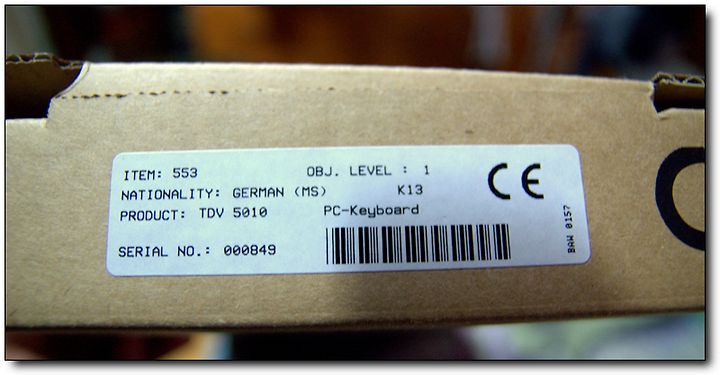 ITEM: 553 OBJ. LEVEL : 1
NATIONALITY: GERMAN (MS) K13
PRODUCT: TDV 5010 PC-Keyboard
SERIAL NO.: 000849
CE
BAW 0157